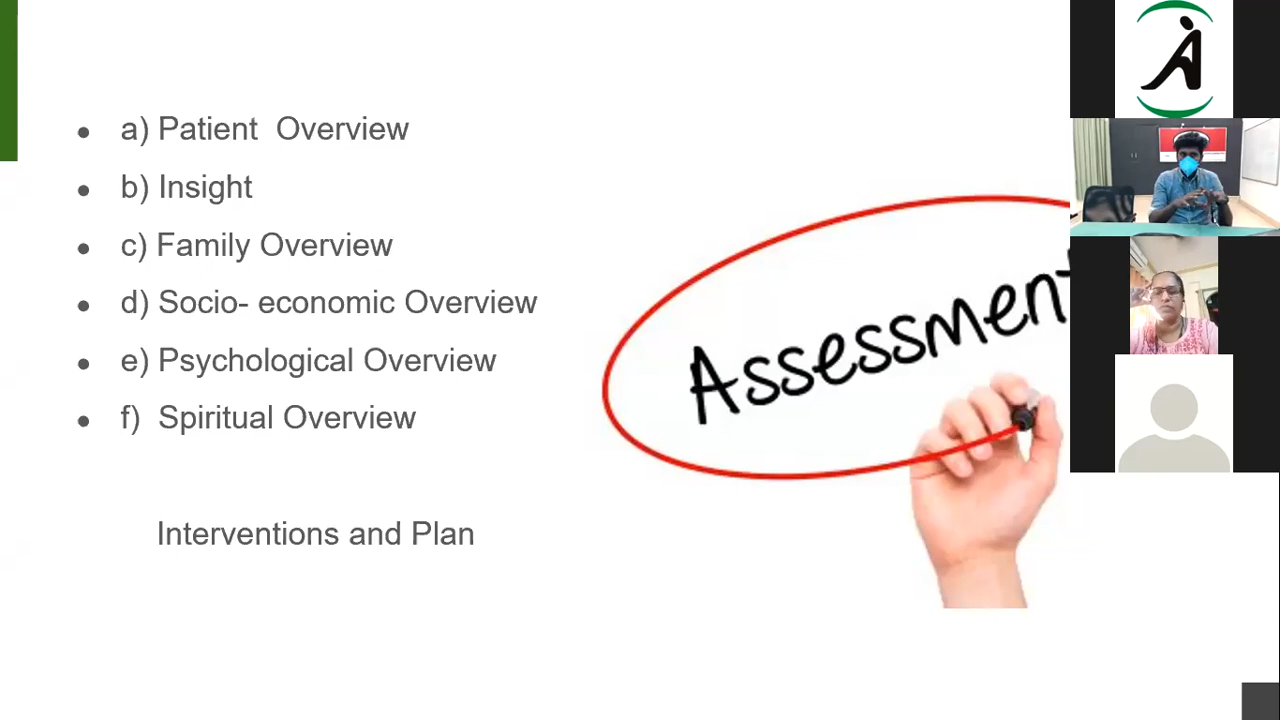 a) Patient  Overview
b) Insight
c) Family Overview
d) Socio- economic Overview
e) Psychological Overview
f)  Spiritual Overview
Interventions and Plan
Assessment